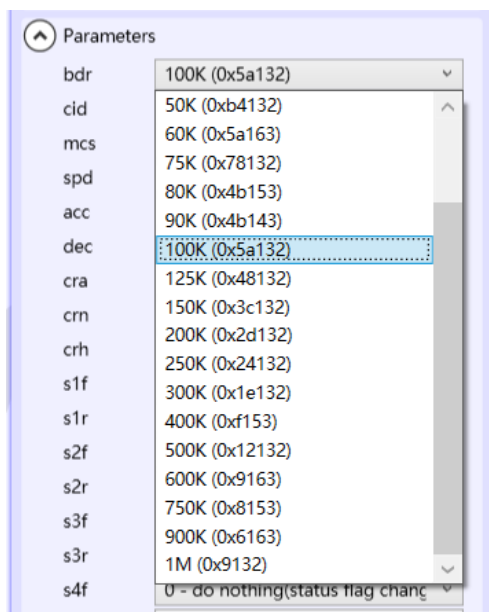 Parameters
bdr 100K (0x5a132)
cid 50K (0xb4132)
60K (0x5a163)
mcs 75K (0x78132)
spd 80K (0x4b153)
acc 90K (0x4b143)
dec 100K (0x5a132)
cra 125K (0x48132)
crn 150K (0x3c132)
crh 200K (0x2d132)
250K (0x24132)
s1f 300K (0x1e132)
s1r 400K (0xf153)
s2f 500K (0x12132)
s2r 600K (0x9163)
s3f 750K (0x8153)
900K (0x6163)
s3r 1M (0x9132)
s4f 0 - do nothing(status flag chang